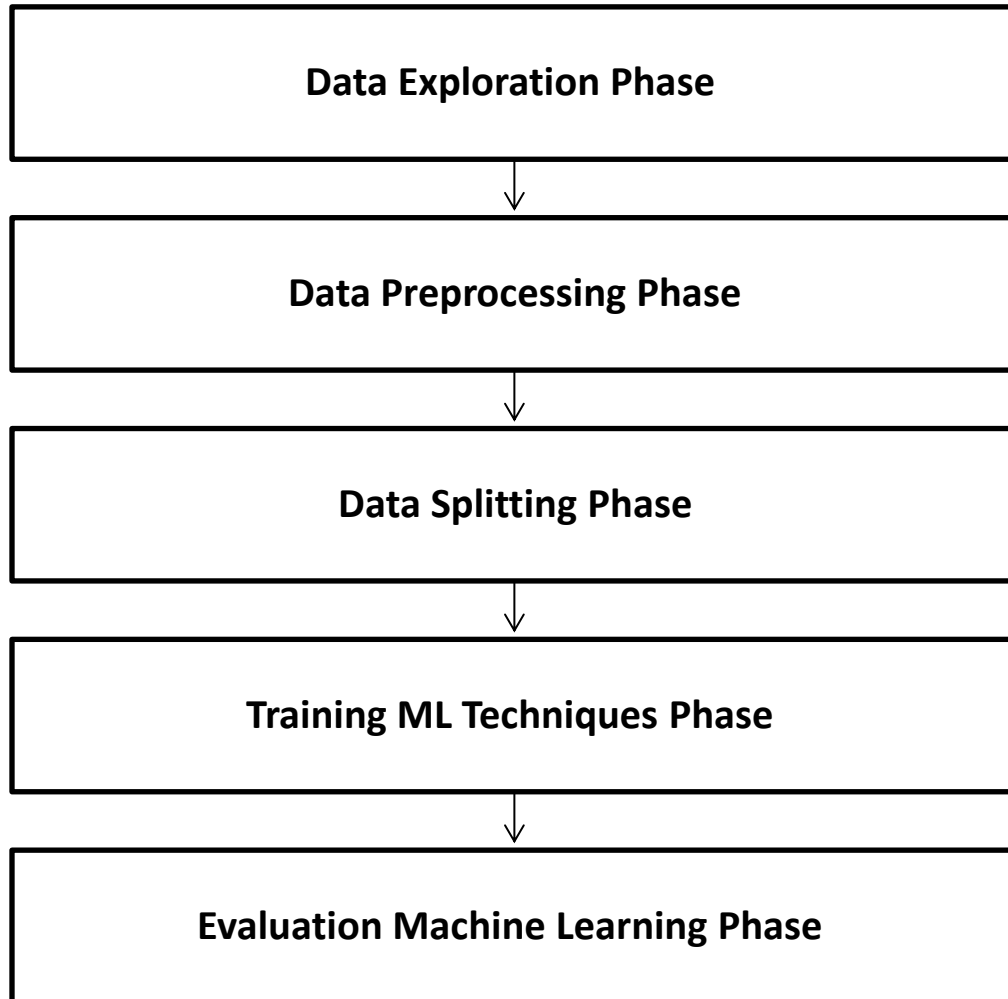 Data Exploration Phase
Data Preprocessing Phase
Data Splitting Phase
Training ML Techniques Phase
Evaluation Machine Learning Phase